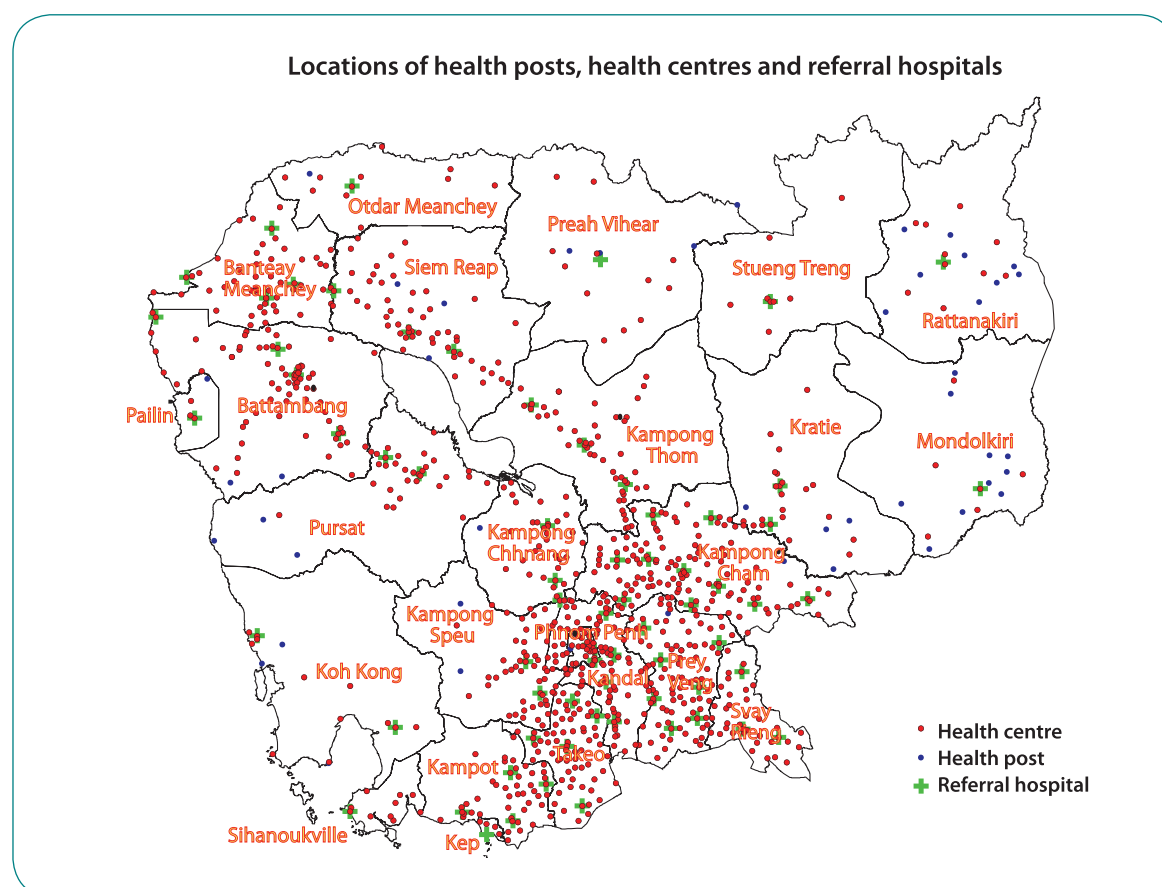 Locations of health posts, health centres and referral hospitals
Otdar Meanchey
Preah Vihear
Banteay
Meanchey
Siem Reap
Stueng Treng
Rattanakiri
Pailin
Battambang
Kampong
Thom
Kratie
Mondolkiri
Pursat
Kampong
Chhnang
Kampong
Cham
Kampong
Speu
Phnom Penh
Koh Kong
Kandal
Prey
Veng
Svay
Rieng
Takeo
Kampot
Sihanoukville
Kep
Health centre
Health post
Referral hospital